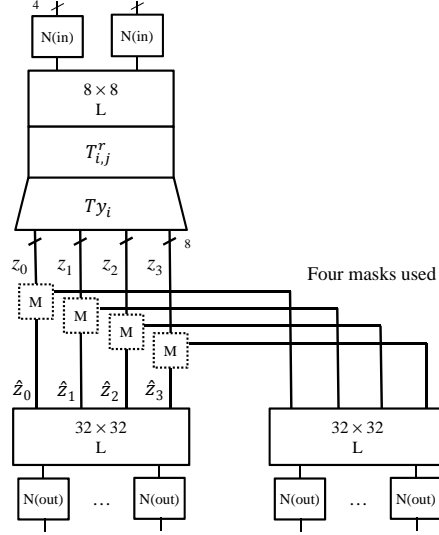 4
N(in) N(in)
8 × 8
L
T^r_{i,j}
Ty_i
8
z_0 z_1 z_2 z_3
Four masks used
M
M
M
M
ẑ_0 ẑ_1 ẑ_2 ẑ_3
32 × 32 32 × 32
L L
N(out) ... N(out) N(out) ... N(out)